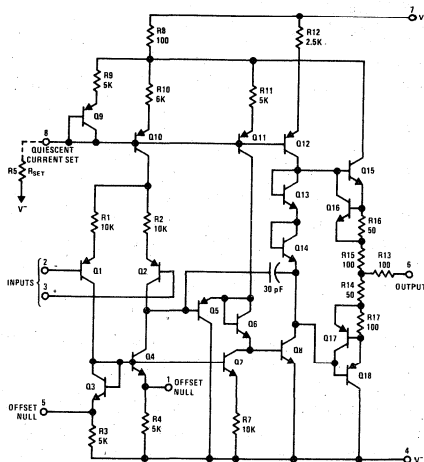 7
V
R8
100
R12
2.5K
R9
5K
R10
6K
R11
5K
8
Q9
Q10
Q11
Q12
QUIESCENT
CURRENT SET
Q15
R5
RSET
V-
Q13
Q16
R16
50
R1
10K
R2
10K
Q14
R15
100
R13
100
6
OUTPUT
INPUTS
2
-
3
+
Q1
Q2
30 pF
R14
50
R17
100
Q5
Q6
Q17
Q3
Q4
Q7
Q8
Q18
1
OFFSET
NULL
OFFSET
NULL
5
R3
5K
R4
5K
R7
10K
4
V-